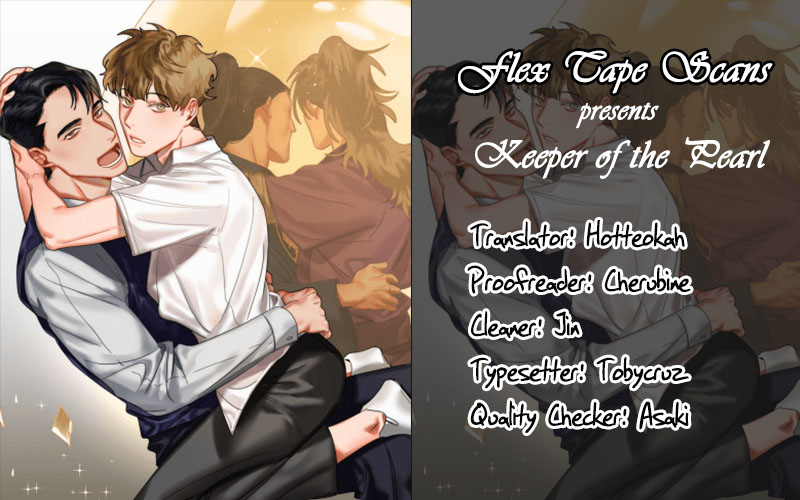 Flex Tape Scans
presents
Keeper of the Pearl
Translator: Hotteokah
Proofreader: Cherubine
Cleaner: Jin
Typesetter: Tobycruz
Quality Checker: Asaki